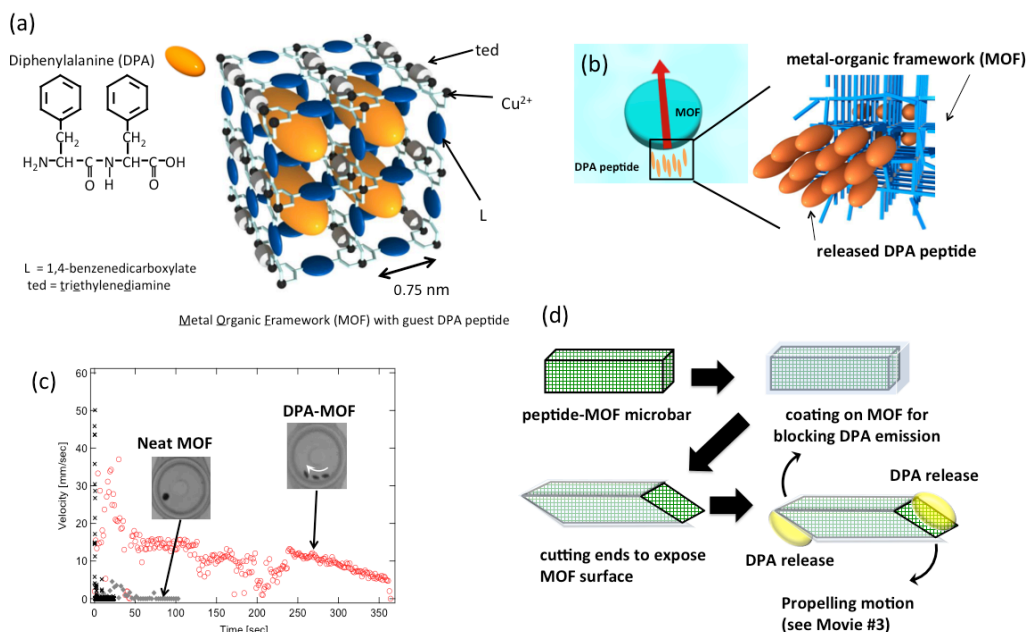 (a)
Diphenylalanine (DPA)
CH₂
CH₂
H₂N
C
N
C
OH
O
H
O
L = 1,4-benzenedicarboxylate
ted = triethylenediamine
ted
Cu²⁺
L
0.75 nm
Metal Organic Framework (MOF) with guest DPA peptide
(b)
MOF
DPA peptide
metal-organic framework (MOF)
released DPA peptide
(c)
Velocity [mm/sec]
60
50
40
30
20
10
0
Neat MOF
DPA-MOF
0
50
100
150
200
250
300
350
Time [sec]
(d)
peptide-MOF microbar
coating on MOF for
blocking DPA emission
cutting ends to expose
MOF surface
DPA release
DPA release
Propelling motion
(see Movie #3)